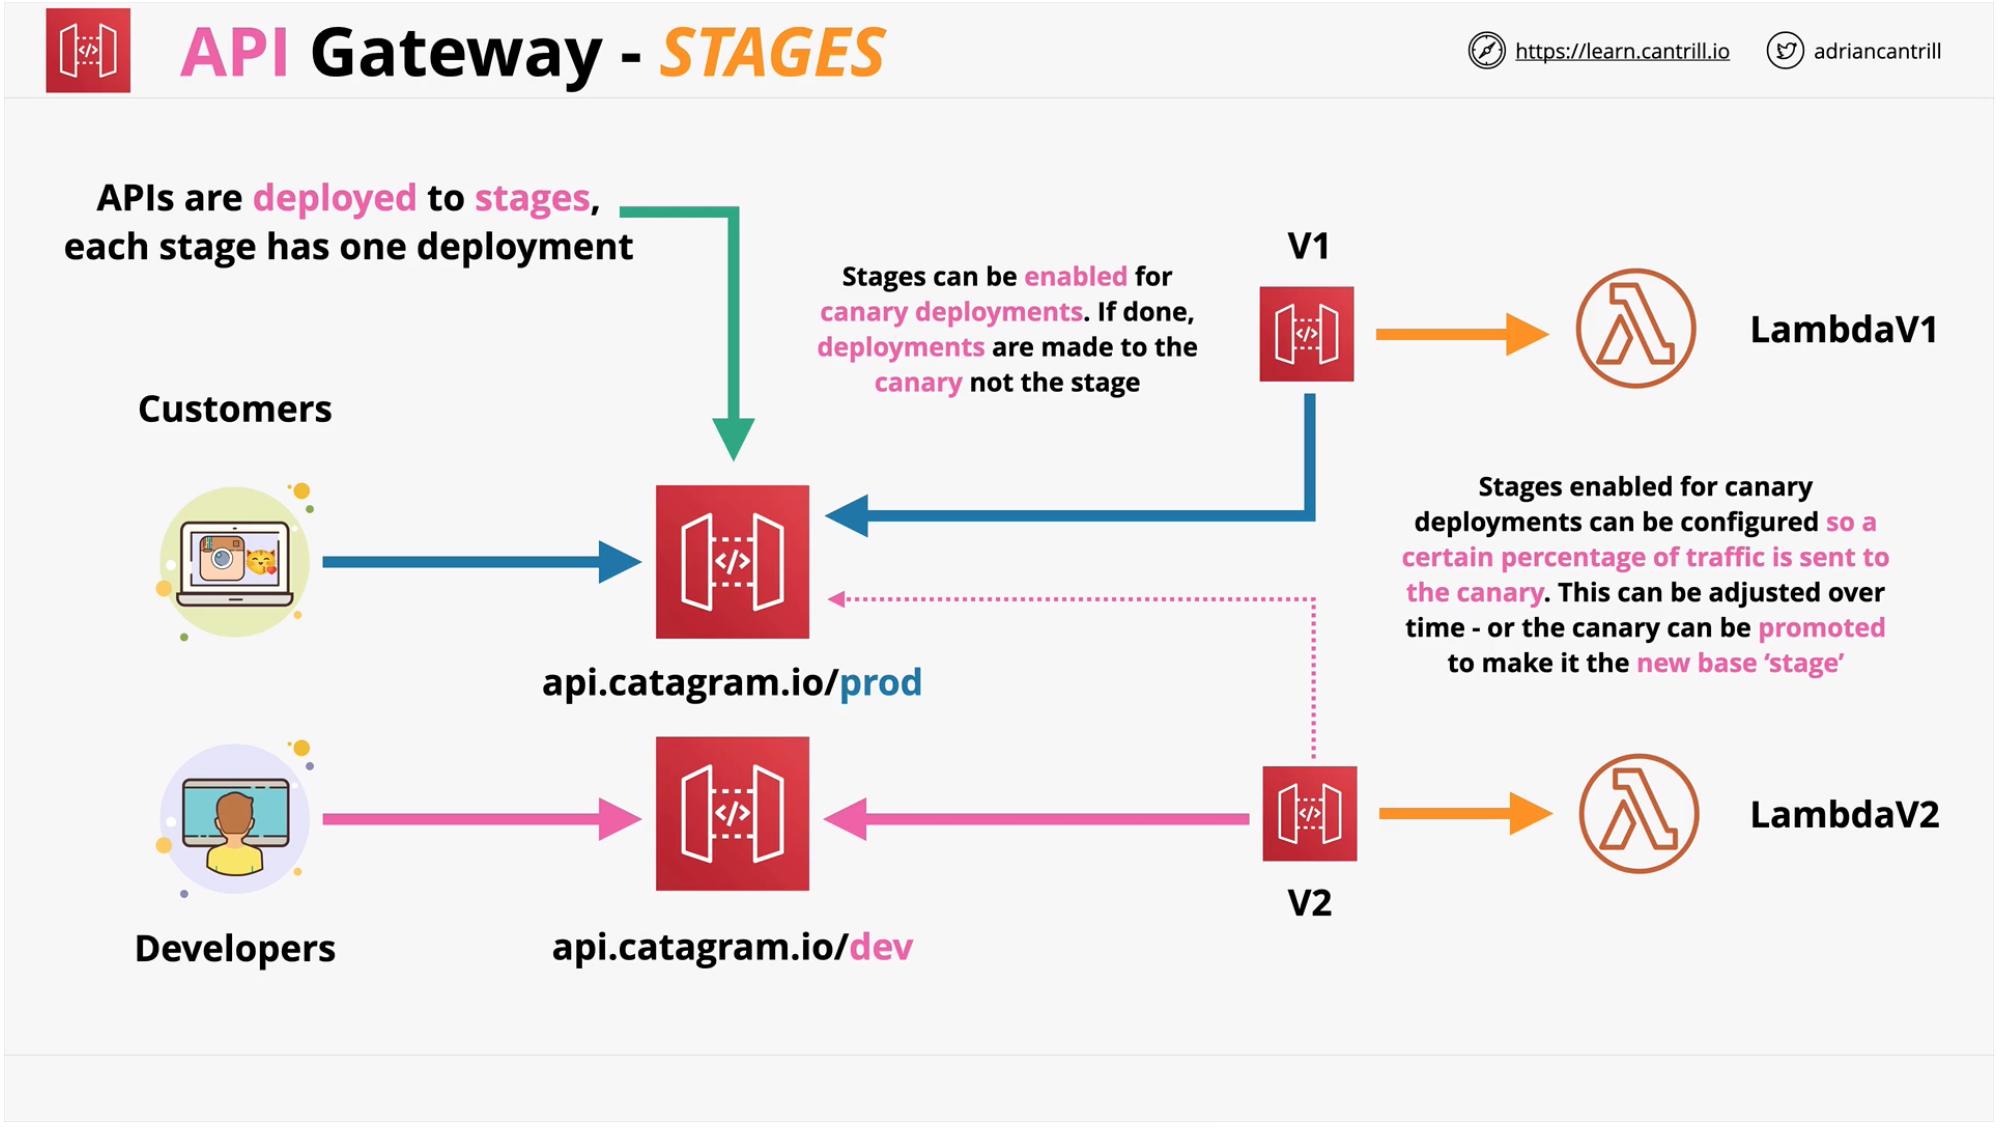 API Gateway - STAGES
https://learn.cantrill.io
adriancantrill
APIs are deployed to stages,
each stage has one deployment
Stages can be enabled for
canary deployments. If done,
deployments are made to the
canary not the stage
V1
</>
LambdaV1
Customers
</>
api.catagram.io/prod
Stages enabled for canary
deployments can be configured so a
certain percentage of traffic is sent to
the canary. This can be adjusted over
time - or the canary can be promoted
to make it the new base ‘stage’
Developers
</>
api.catagram.io/dev
</>
V2
LambdaV2